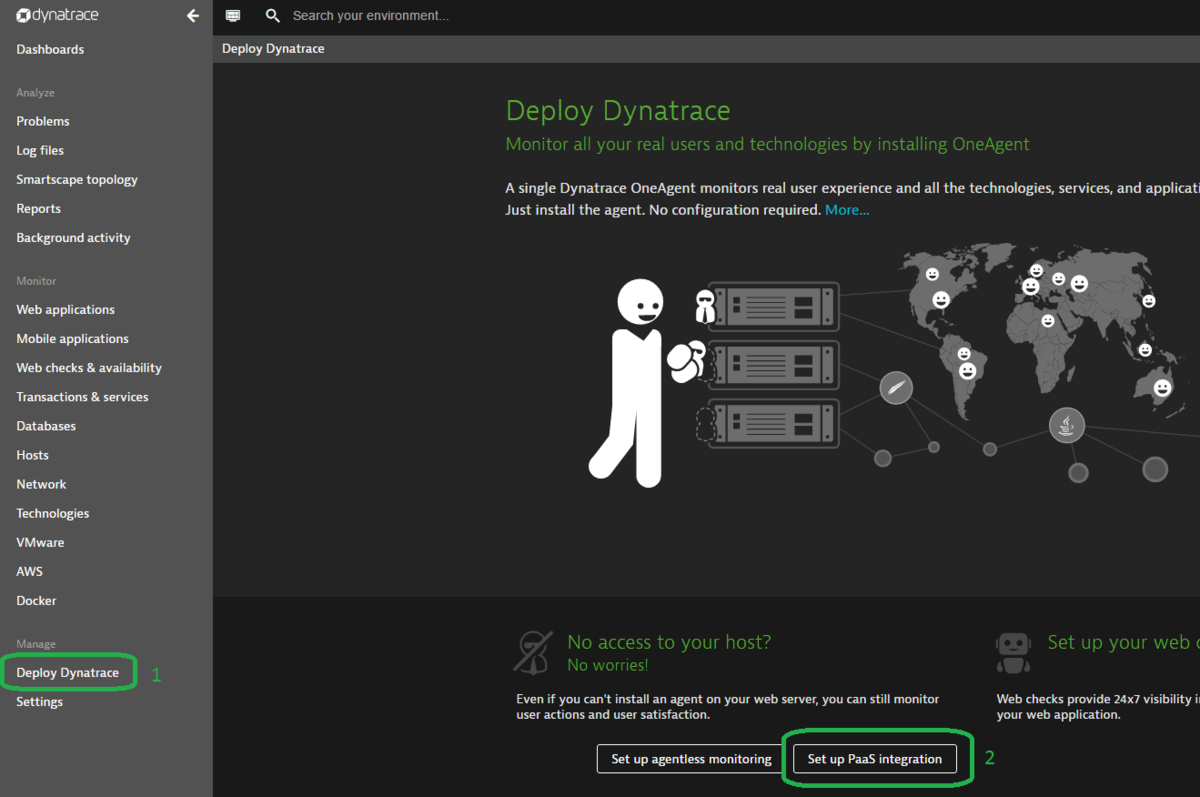 dynatrace
Search your environment...
Dashboards
Deploy Dynatrace
Analyze
Problems
Log files
Smartscape topology
Reports
Background activity
Monitor
Web applications
Mobile applications
Web checks & availability
Transactions & services
Databases
Hosts
Network
Technologies
VMware
AWS
Docker
Manage
Deploy Dynatrace 1
Settings
Deploy Dynatrace
Monitor all your real users and technologies by installing OneAgent
A single Dynatrace OneAgent monitors real user experience and all the technologies, services, and applicati
Just install the agent. No configuration required. More...
No access to your host?
No worries!
Even if you can't install an agent on your web server, you can still monitor
user actions and user satisfaction.
Set up agentless monitoring
Set up PaaS integration 2
Set up your web c
Web checks provide 24x7 visibility i
your web application.